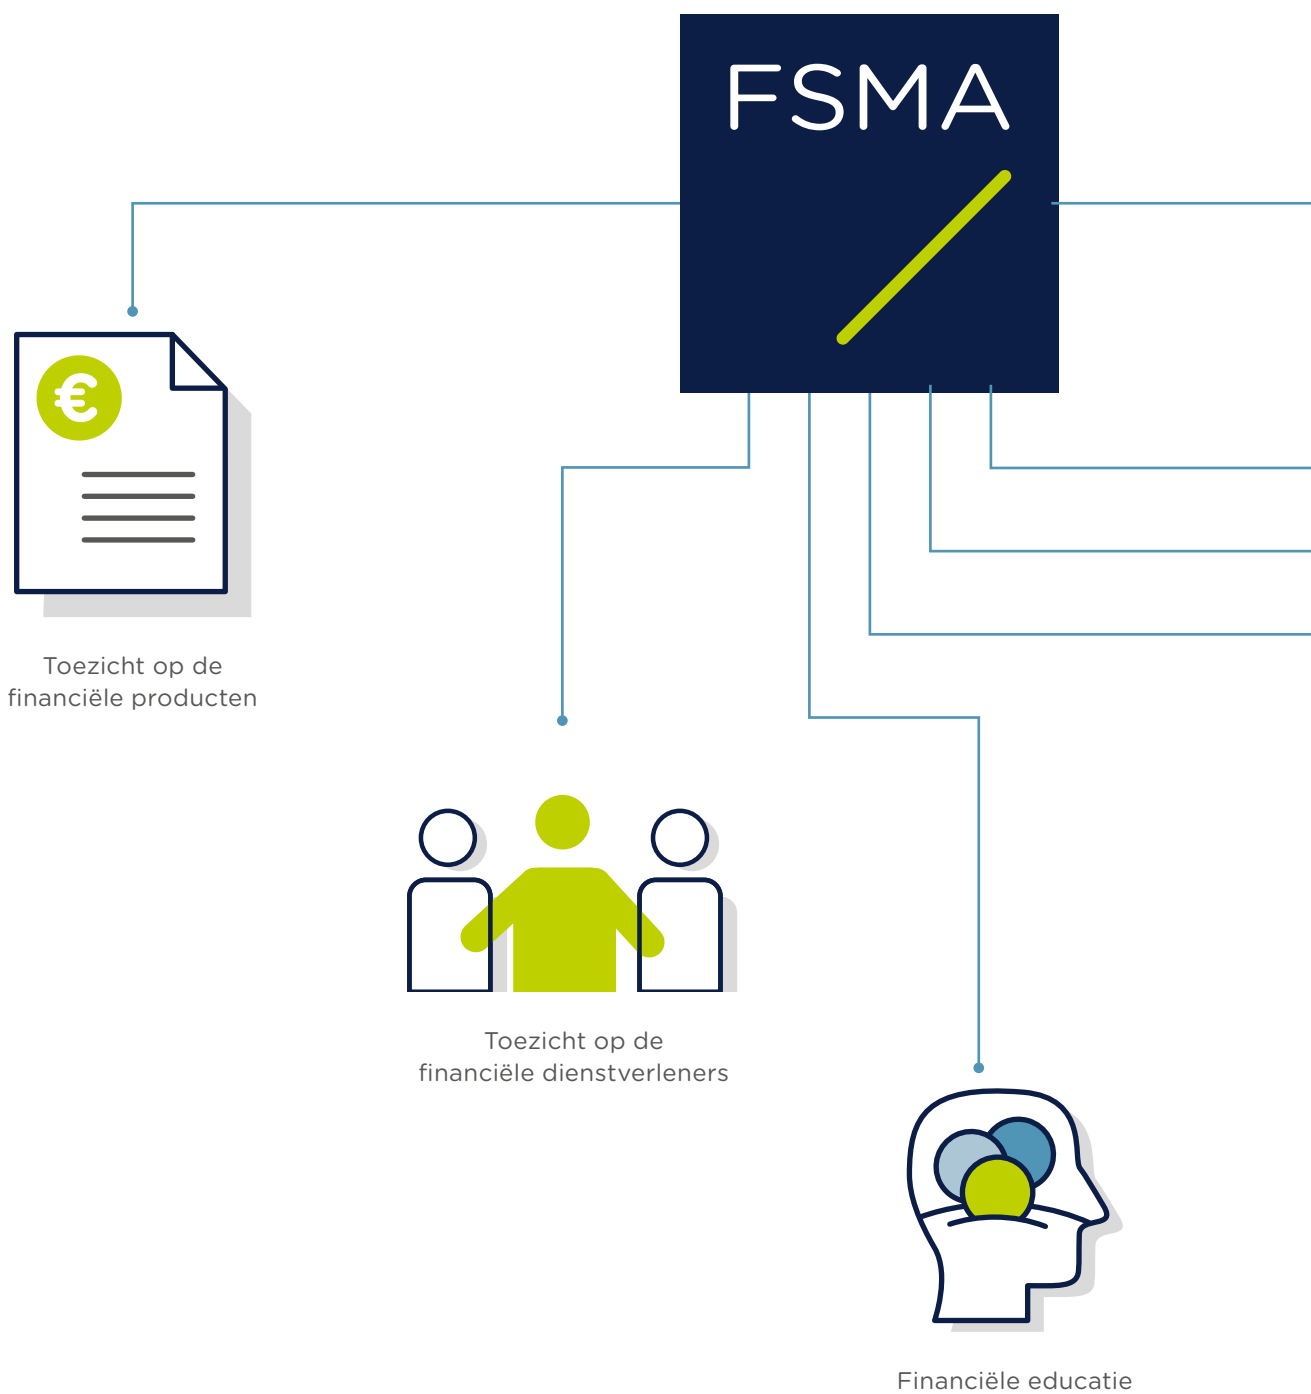 FSMA
Toezicht op de
financiële producten
Toezicht op de
financiële dienstverleners
Financiële educatie